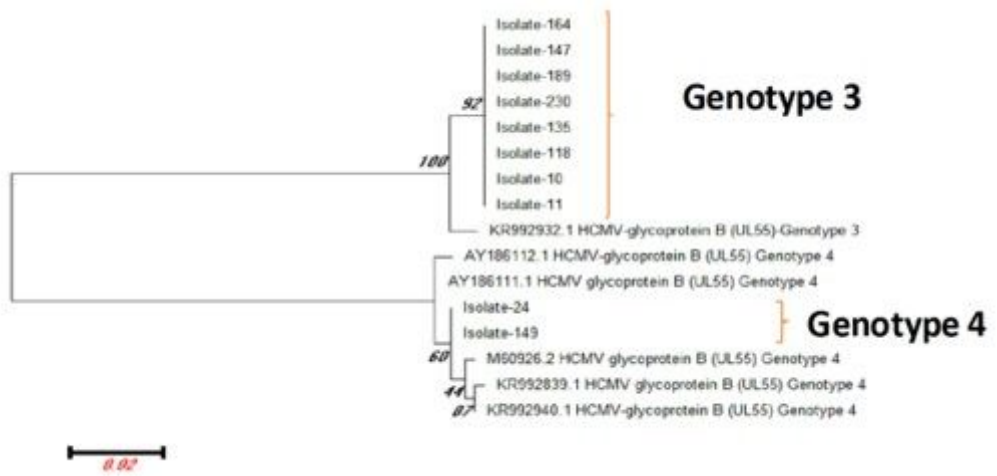 Isolate-164
Isolate-147
Isolate-189
92 Isolate-230
Genotype 3
Isolate-135
Isolate-118
100
Isolate-10
Isolate-11
KR992932.1 HCMV-glycoprotein B (UL55)-Genotype 3
AY186112.1 HCMV-glycoprotein B (UL55) Genotype 4
AY186111.1 HCMV glycoprotein B (UL55) Genotype 4
Isolate-24
Genotype 4
Isolate-149
60 M60926.2 HCMV glycoprotein B (UL55) Genotype 4
44 KR992839.1 HCMV glycoprotein B (UL55) Genotype 4
87 KR992940.1 HCMV-glycoprotein B (UL55) Genotype 4
0.02